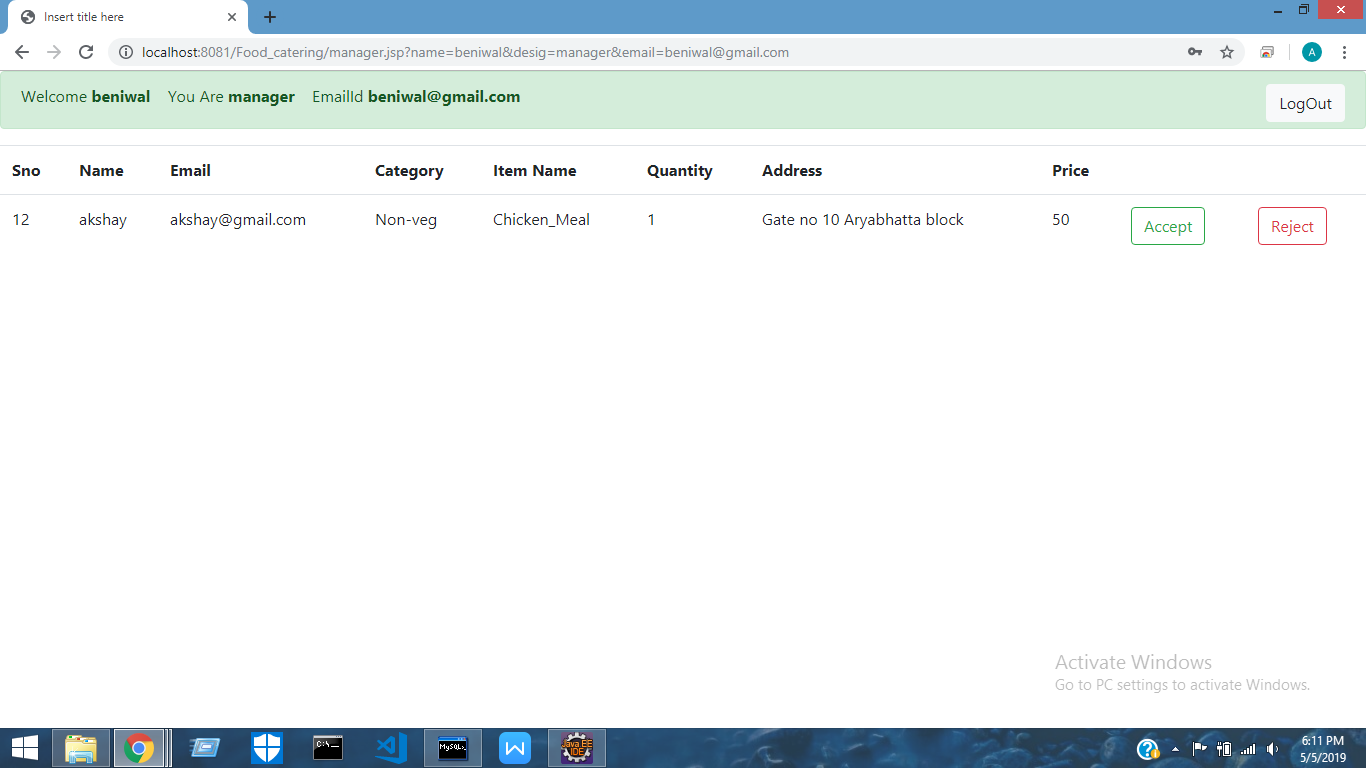 Insert title here
localhost:8081/Food_catering/manager.jsp?name=beniwal&desig=manager&email=beniwal@gmail.com
A
Welcome beniwal You Are manager EmailId beniwal@gmail.com
LogOut
Sno Name Email Category Item Name Quantity Address Price
12 akshay akshay@gmail.com Non-veg Chicken_Meal 1 Gate no 10 Aryabhatta block 50 Accept Reject
Activate Windows
Go to PC settings to activate Windows.
C:\_
MySQL
Java EE
IDE
6:11 PM
5/5/2019